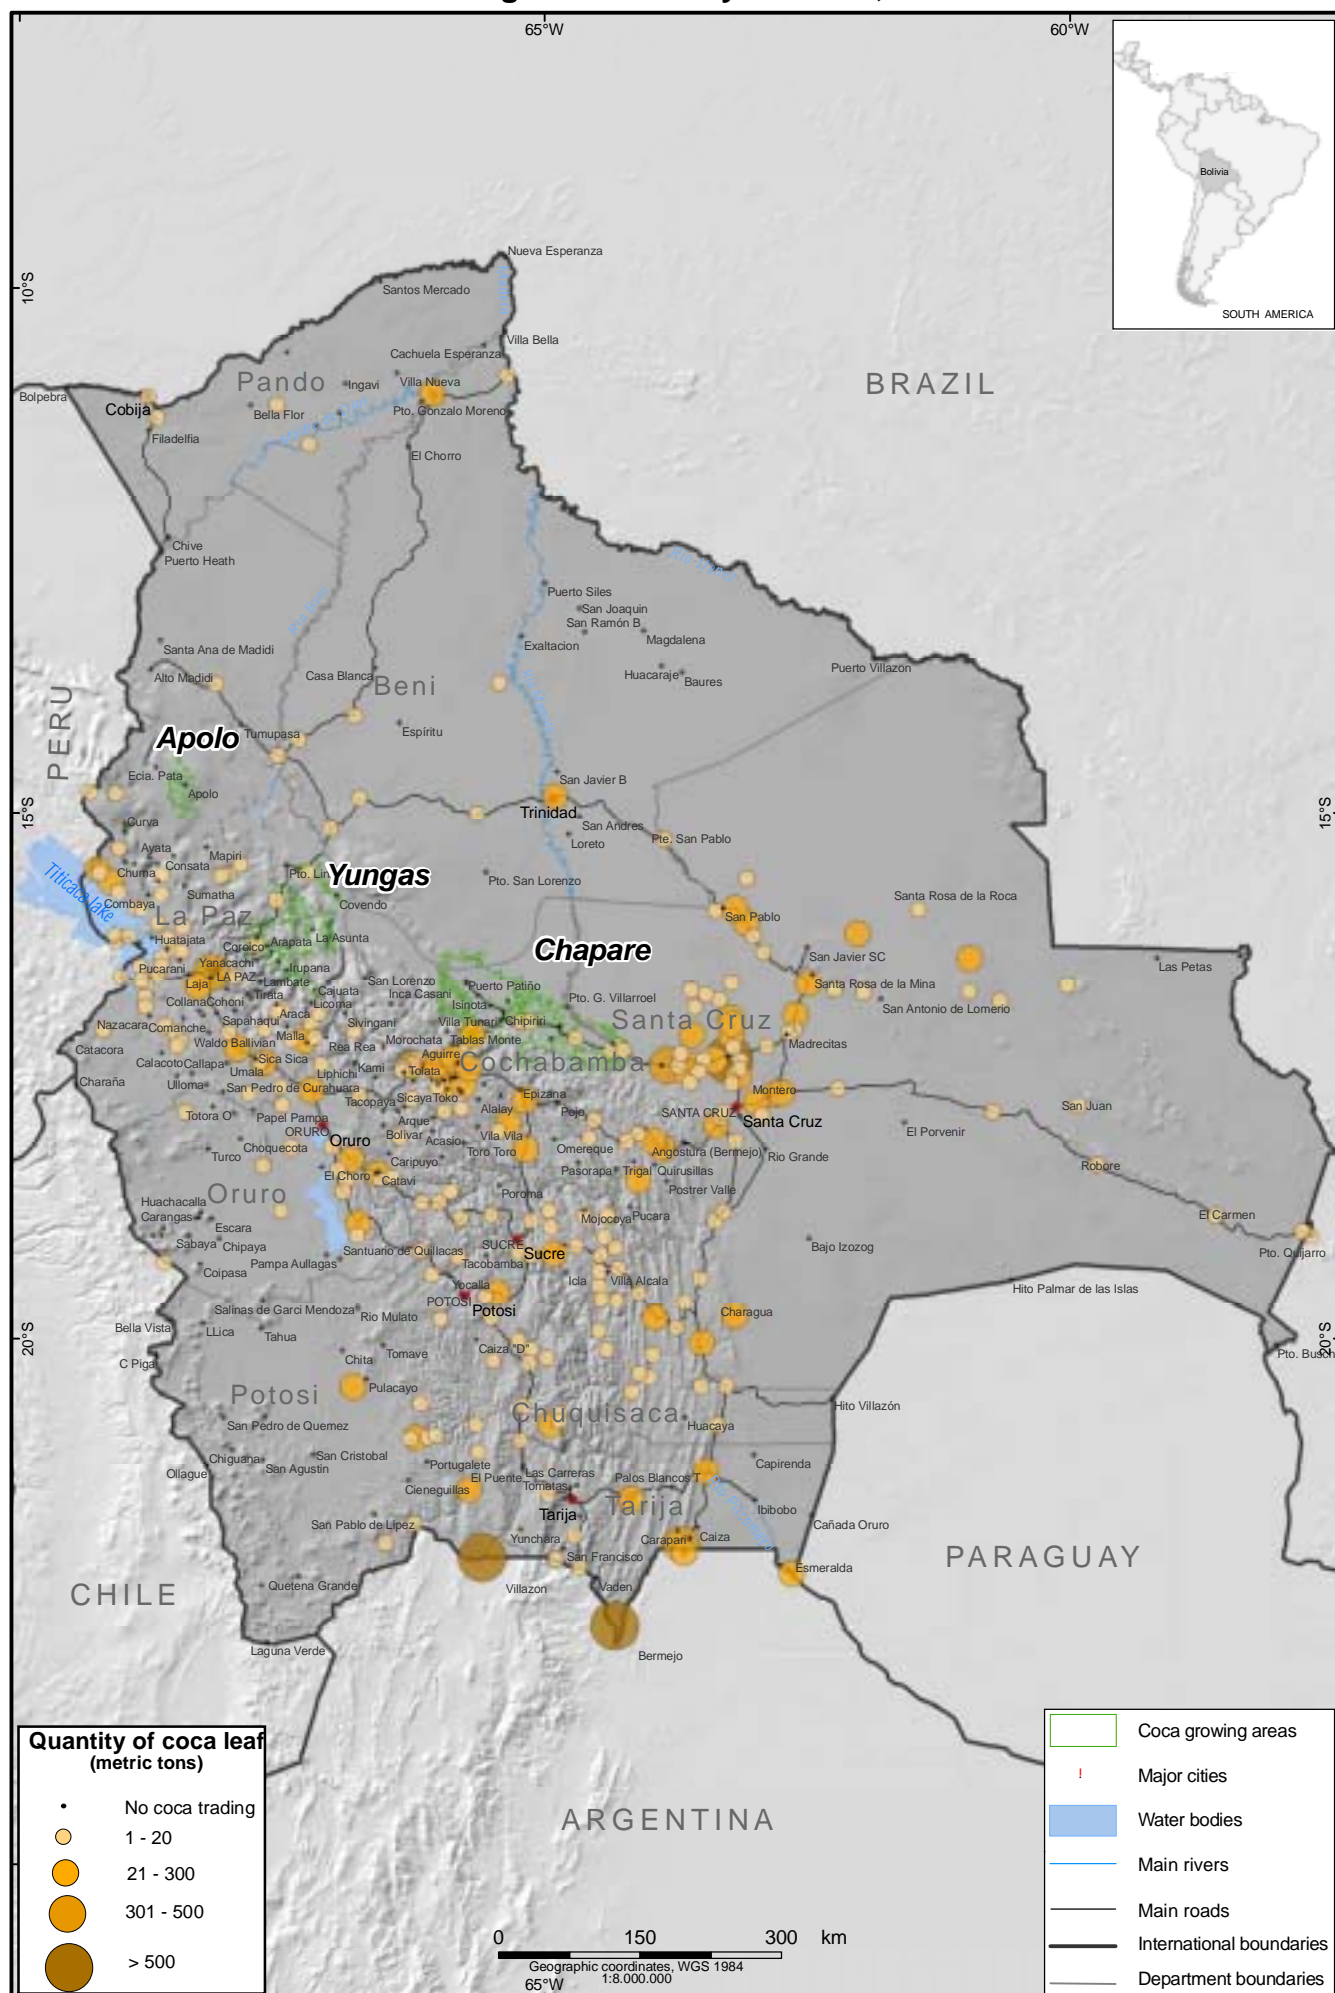 65°W
60°W
Bolivia
SOUTH AMERICA
10°S
Nueva Esperanza
Santos Mercado
Villa Bella
Cachuela Esperanza
Pando
Ingavi
Villa Nueva
BRAZIL
Bolpebra
Cobija
Bella Flor
Pto. Gonzalo Moreno
Filadelfia
El Chorro
Chive
Puerto Heath
Puerto Siles
San Joaquin
San Ramón B
Santa Ana de Madidi
Exaltacion
Magdalena
Alto Madidi
Casa Blanca
Beni
Huacaraje
Baures
Puerto Villazon
PERU
Apolo
Tumupasa
Espíritu
Ecia. Pata
Apolo
San Javier B
15°S
15°S
Trinidad
Curva
San Andres
Loreto
Pte. San Pablo
Ayata
Mapiri
Titicaca lake
Chuma
Consata
Pto. Lin
Yungas
Pto. San Lorenzo
Combaya
Sumatha
Covendo
Santa Rosa de la Roca
La Paz
San Pablo
Huatajata
Coroico
Arapata
La Asunta
Chapare
Pucarani
Yanacachi
Irupana
San Javier SC
Las Petas
Laja
LA PAZ
Lambate
San Lorenzo
Puerto Patiño
Santa Rosa de la Mina
Collana
Cohoni
Tirata
Cajuata
Inca Casani
Isinota
Pto. G. Villarroel
San Antonio de Lomerio
Licoma
Nazacara
Comanche
Sapahaqui
Araca
Sivingani
Villa Tunari
Chipiriri
Santa Cruz
Catacora
Waldo Ballivian
Malla
Rea Rea
Morochata
Tablas Monte
Madrecitas
Calacoto
Callapa
Sica Sica
Aguirre
Cochabamba
Charaña
Ulloma
Umala
Liphichi
Kami
Tolata
San Pedro de Curahuara
Tacopaya
Sicaya
Toko
Epizana
Montero
Totora O
Papel Pampa
Arque
Alalay
Pojo
SANTA CRUZ
Santa Cruz
San Juan
ORURO
Oruro
Bolivar
Acasio
Vila Vila
El Porvenir
Turco
Choquecota
Caripuyo
Toro Toro
Omereque
Angostura (Bermejo)
Rio Grande
Robore
El Choro
Catavi
Pasorapa
Trigal
Quirusillas
Oruro
Poroma
Postrer Valle
Huachacalla
Carangas
Escara
Mojocoya
Pucara
El Carmen
Sabaya
Chipaya
Santuario de Quillacas
SUCRE
Sucre
Bajo Izozog
Pto. Quijarro
Coipasa
Pampa Aullagas
Tacobamba
Icla
Villa Alcala
Yocalla
Hito Palmar de las Islas
Salinas de Garci Mendoza
Rio Mulato
POTOSI
Potosi
Charagua
Bella Vista
LLica
Tahua
20°S
20°S
C Piga
Chita
Tomave
Caiza "D"
Pto. Busch
Potosi
Pulacayo
San Pedro de Quemez
Chuquisaca
Huacaya
Hito Villazón
Chiguana
San Cristobal
Ollague
San Agustin
Portugalete
Las Carreras
Capirenda
El Puente
Tomatas
Palos Blancos T
Cieneguillas
Tarija
Tarija
Ibibobo
San Pablo de Lípez
Yunchara
Carapari
Caiza
Cañada Oruro
San Francisco
Esmeralda
PARAGUAY
CHILE
Quetena Grande
Villazon
Vaden
Laguna Verde
Bermejo
ARGENTINA
Quantity of coca leaf
(metric tons)
No coca trading
1 - 20
21 - 300
301 - 500
> 500
0 150 300 km
Geographic coordinates, WGS 1984
1:8.000.000
65°W
Coca growing areas
! Major cities
Water bodies
Main rivers
Main roads
International boundaries
Department boundaries